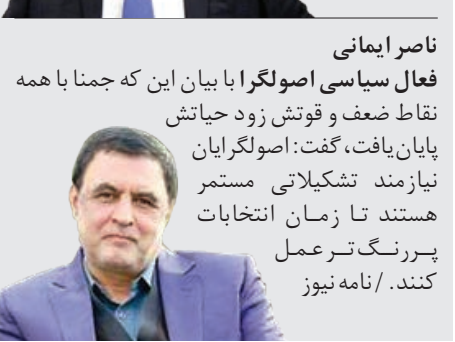 ناصر ایمانی
فعال سیاسی اصولگرا با بیان این که جمنا با همه
نقاط ضعف و قوتش زود حیاتش
پایان‌یافت، گفت: اصولگرایان
نیازمند تشکیلاتی مستمر
هستند تا زمان انتخابات
پررنگ‌تر عمل
کنند. / نامه نیوز